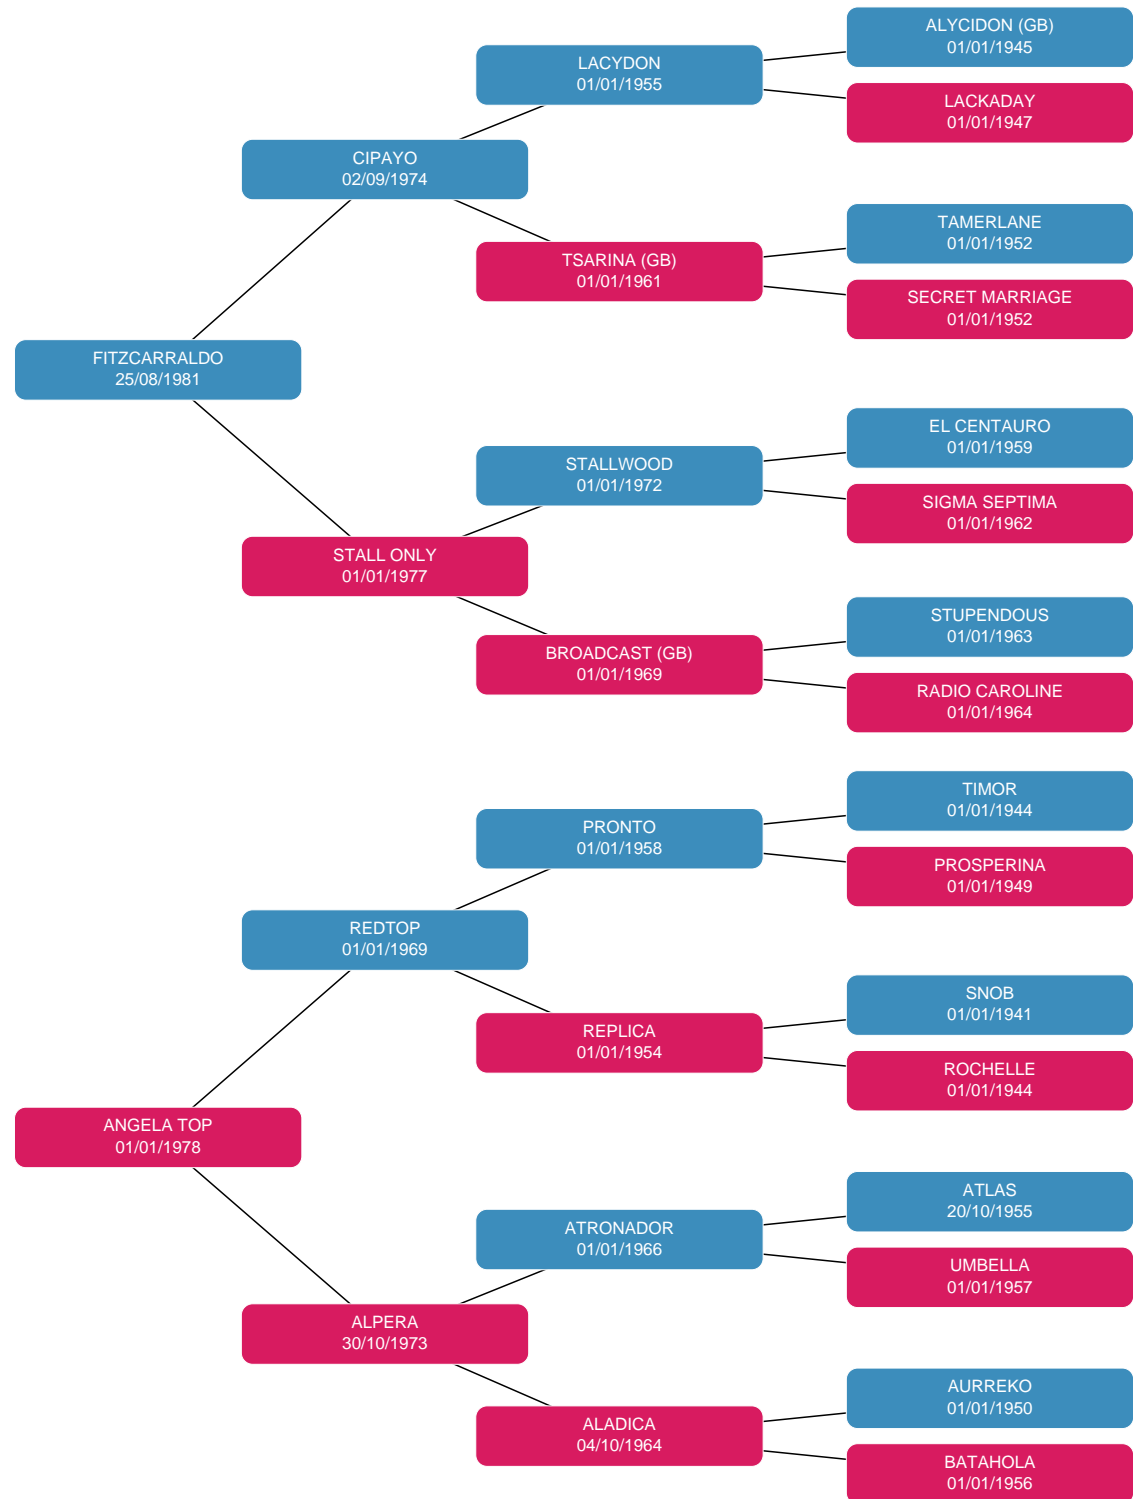 ALYCIDON (GB)
01/01/1945
LACYDON
01/01/1955
LACKADAY
01/01/1947
CIPAYO
02/09/1974
TAMERLANE
01/01/1952
TSARINA (GB)
01/01/1961
SECRET MARRIAGE
01/01/1952
FITZCARRALDO
25/08/1981
EL CENTAURO
01/01/1959
STALLWOOD
01/01/1972
SIGMA SEPTIMA
01/01/1962
STALL ONLY
01/01/1977
STUPENDOUS
01/01/1963
BROADCAST (GB)
01/01/1969
RADIO CAROLINE
01/01/1964
TIMOR
01/01/1944
PRONTO
01/01/1958
PROSPERINA
01/01/1949
REDTOP
01/01/1969
SNOB
01/01/1941
REPLICA
01/01/1954
ROCHELLE
01/01/1944
ANGELA TOP
01/01/1978
ATLAS
20/10/1955
ATRONADOR
01/01/1966
UMBELLA
01/01/1957
ALPERA
30/10/1973
AURREKO
01/01/1950
ALADICA
04/10/1964
BATAHOLA
01/01/1956